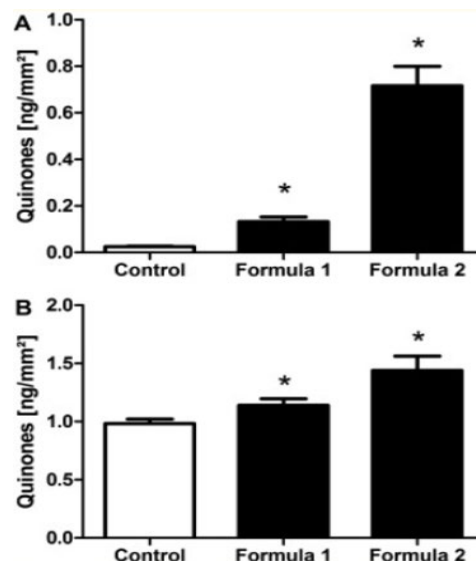 A
Quinones [ng/mm²]
1.0
0.8
0.6
0.4
0.2
0.0
*
*
Control Formula 1 Formula 2
B
Quinones [ng/mm²]
2.0
1.5
1.0
0.5
0.0
*
*
Control Formula 1 Formula 2